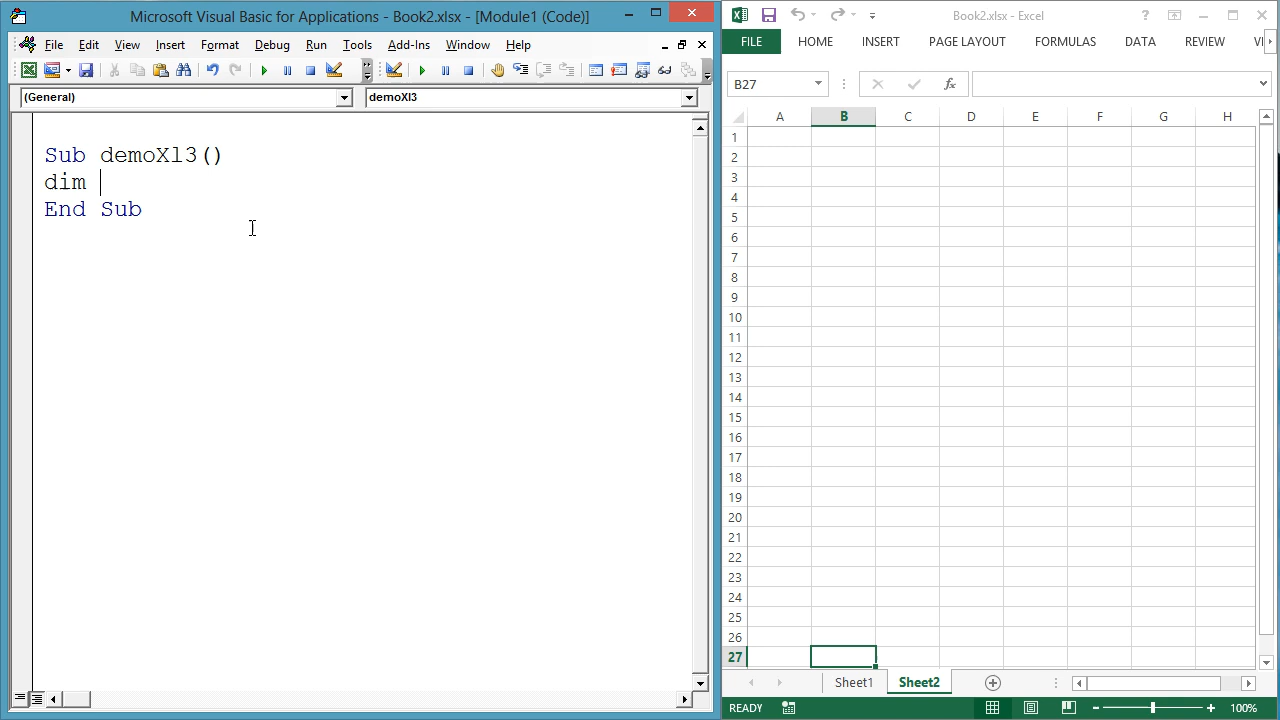 Microsoft Visual Basic for Applications - Book2.xlsx - [Module1 (Code)]
File Edit View Insert Format Debug Run Tools Add-Ins Window Help
(General) demoXl3
Sub demoXl3()
dim
End Sub
Book2.xlsx - Excel
FILE HOME INSERT PAGE LAYOUT FORMULAS DATA REVIEW
B27 fx
A B C D E F G H
1
2
3
4
5
6
7
8
9
10
11
12
13
14
15
16
17
18
19
20
21
22
23
24
25
26
27
Sheet1 Sheet2
READY 100%